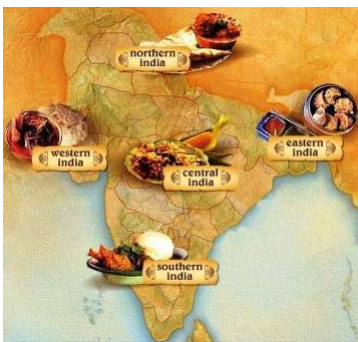 northern
india
western
india
central
india
eastern
india
southern
india